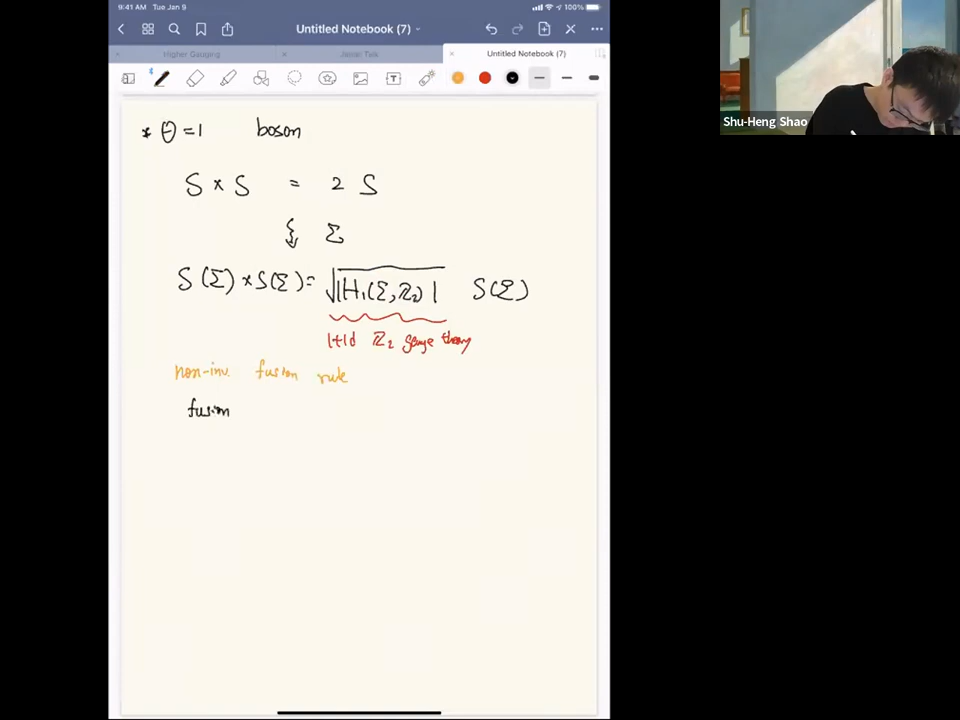 9:41 AM Tue Jan 9
100%
Untitled Notebook (7)
Higher Gauging
Untitled Notebook (7)
* θ = 1 boson
S × S = 2 S
Σ
S(Σ) × S(Σ) = √|H₁(Σ, ℤ₂)| S(Σ)
1+1d ℤ₂ gauge theory
non-inv. fusion rule
fusion
Shu-Heng Shao